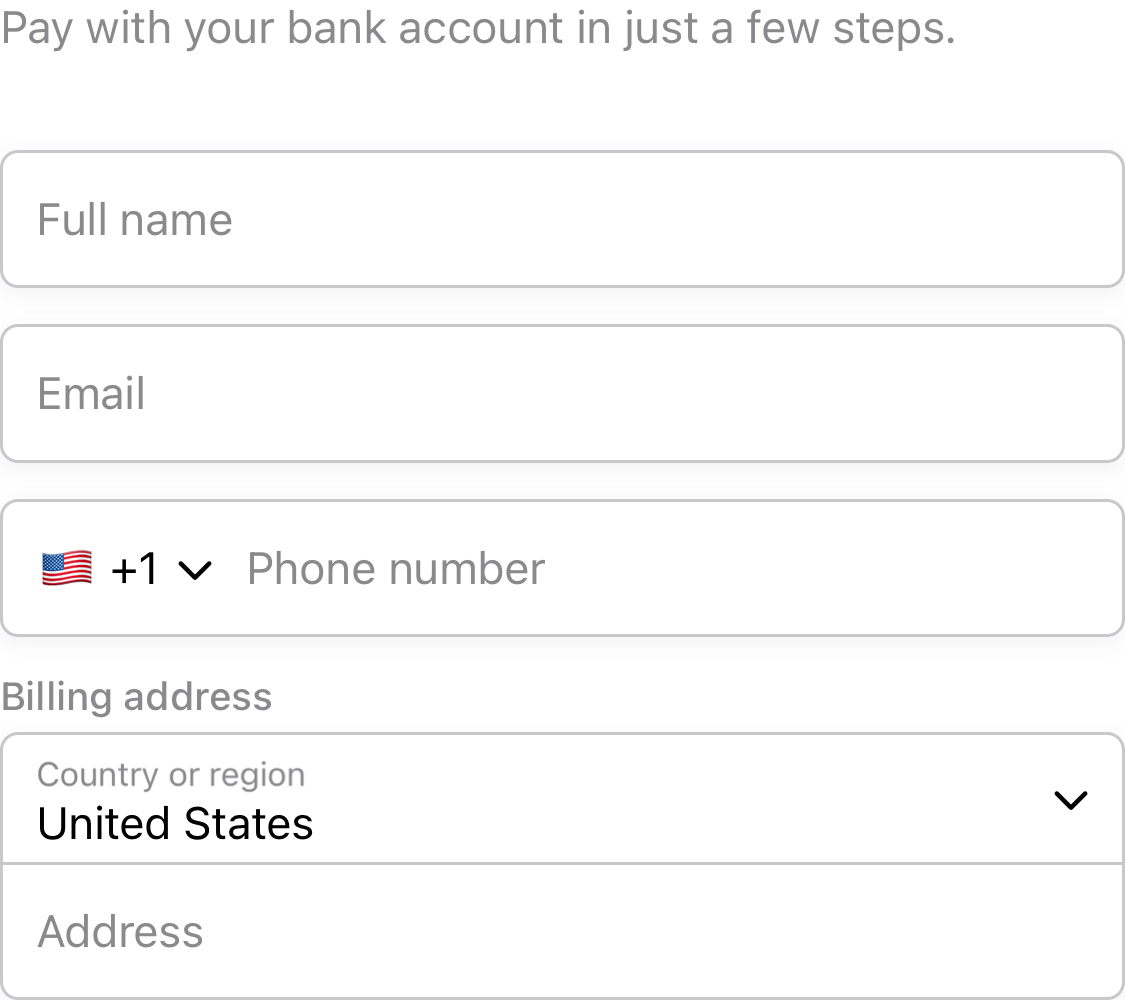 Pay with your bank account in just a few steps.
Full name
Email
🇺🇸 +1 Phone number
Billing address
Country or region
United States
Address